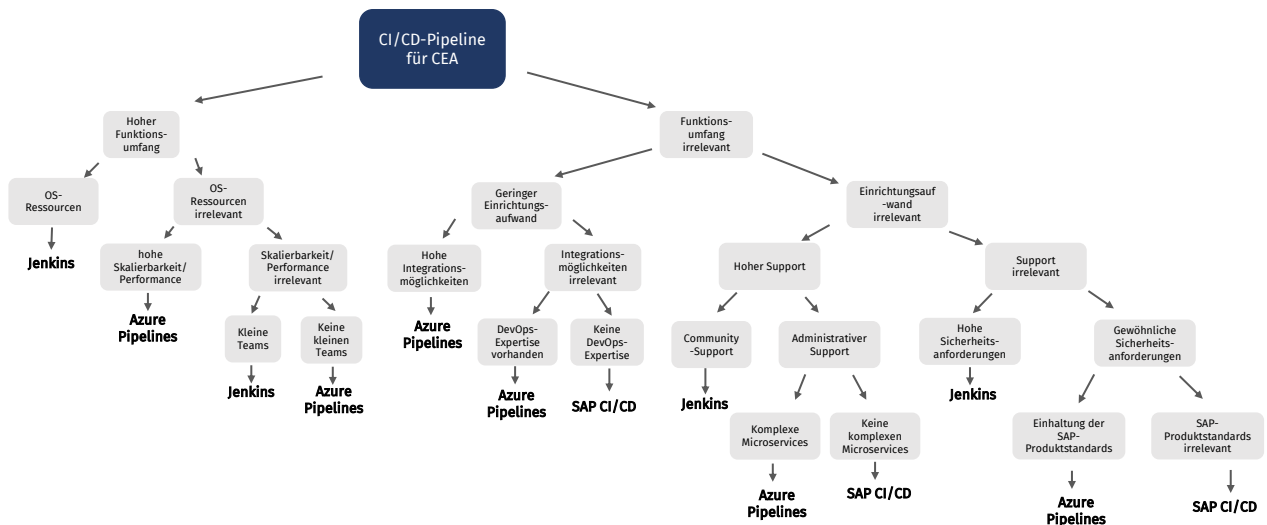 CI/CD-Pipeline
für CEA
Hoher
Funktions-
umfang
Funktions-
umfang
irrelevant
OS-
Ressourcen
OS-
Ressourcen
irrelevant
Geringer
Einrichtungs-
aufwand
Einrichtungsauf
-wand
irrelevant
Jenkins
hohe
Skalierbarkeit/
Performance
Skalierbarkeit/
Performance
irrelevant
Hohe
Integrations-
möglichkeiten
Integrations-
möglichkeiten
irrelevant
Hoher Support
Support
irrelevant
Azure
Pipelines
Kleine
Teams
Keine
kleinen
Teams
Azure
Pipelines
DevOps-
Expertise
vorhanden
Keine
DevOps-
Expertise
Community
-Support
Administrativer
Support
Hohe
Sicherheits-
anforderungen
Gewöhnliche
Sicherheits-
anforderungen
Jenkins
Azure
Pipelines
Azure
Pipelines
SAP CI/CD
Jenkins
Jenkins
Komplexe
Microservices
Keine
komplexen
Microservices
Einhaltung der
SAP-
Produktstandards
SAP-
Produktstandards
irrelevant
Azure
Pipelines
SAP CI/CD
Azure
Pipelines
SAP CI/CD